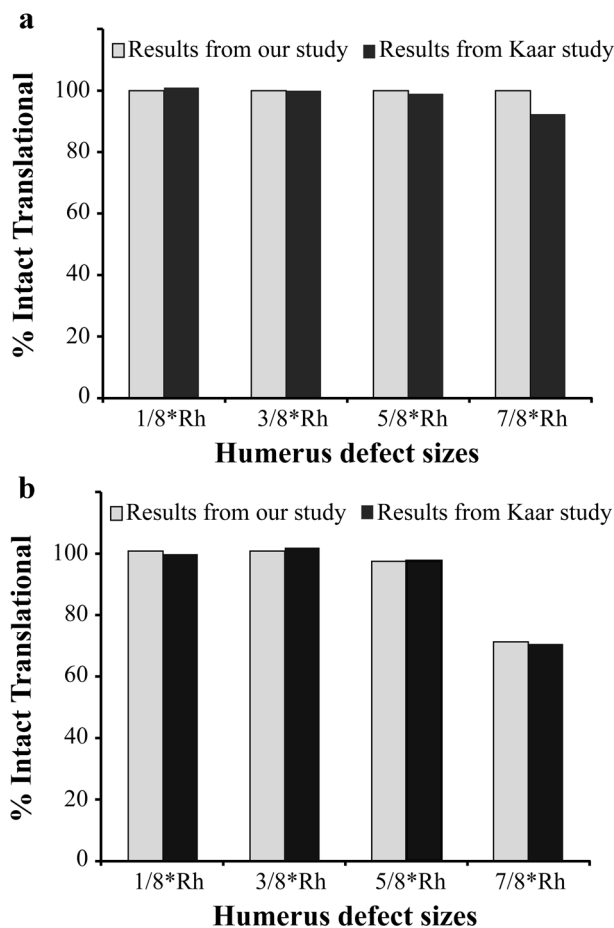 a
Results from our study Results from Kaar study
% Intact Translational
100
80
60
40
20
0
1/8*Rh 3/8*Rh 5/8*Rh 7/8*Rh
Humerus defect sizes
b
Results from our study Results from Kaar study
% Intact Translational
100
80
60
40
20
0
1/8*Rh 3/8*Rh 5/8*Rh 7/8*Rh
Humerus defect sizes